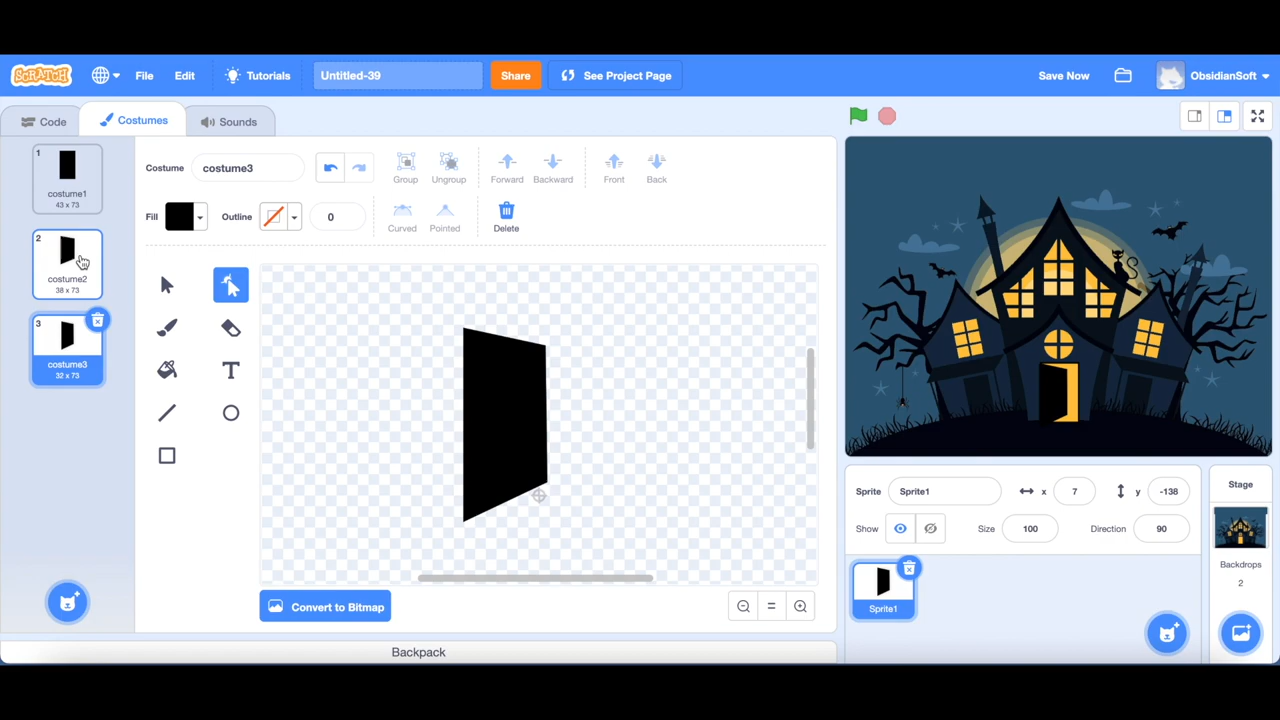 SCRATCH
File
Edit
Tutorials
Untitled-39
Share
See Project Page
Save Now
ObsidianSoft
Code
Costumes
Sounds
1
costume1
43 x 73
2
costume2
38 x 73
3
costume3
32 x 73
Costume
costume3
Group
Ungroup
Forward
Backward
Front
Back
Fill
Outline
0
Curved
Pointed
Delete
T
Convert to Bitmap
Backpack
Sprite
Sprite1
x
7
y
-138
Show
Size
100
Direction
90
Sprite1
Stage
Backdrops
2